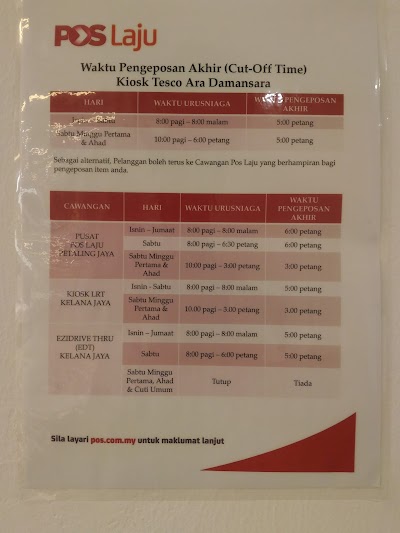 POS Laju
Waktu Pengeposan Akhir (Cut-Off Time)
Kiosk Tesco Ara Damansara
HARI WAKTU URUSNIAGA WAKTU PENGEPOSAN
AKHIR
Isnin - Sabtu 8:00 pagi – 8:00 malam 5:00 petang
Sabtu Minggu Pertama
& Ahad 10:00 pagi – 6:00 petang 5:00 petang
Sebagai alternatif, Pelanggan boleh terus ke Cawangan Pos Laju yang berhampiran bagi
pengeposan item anda.
CAWANGAN HARI WAKTU URUSNIAGA WAKTU
PENGEPOSAN
AKHIR
PUSAT
POS LAJU
PETALING JAYA
Isnin – Jumaat 8:00 pagi – 8:00 malam 6:00 petang
Sabtu 8:00 pagi – 6:30 petang 6:00 petang
Sabtu Minggu
Pertama &
Ahad
10:00 pagi – 03:00 petang 3:00 petang
KIOSK LRT
KELANA JAYA
Isnin - Sabtu 8:00 pagi – 8:00 malam 6:00 petang
Sabtu Minggu
Pertama &
Ahad
10.00 pagi – 3.00 petang 3:00 petang
EZIDRIVE THRU
(EDT)
KELANA JAYA
Isnin – Jumaat 8:00 pagi – 8:00 malam 5:00 petang
Sabtu 8:00 pagi – 6:00 petang 5:00 petang
Sabtu Minggu
Pertama, Ahad
& Cuti Umum
Tutup Tiada
Sila layari pos.com.my untuk maklumat lanjut